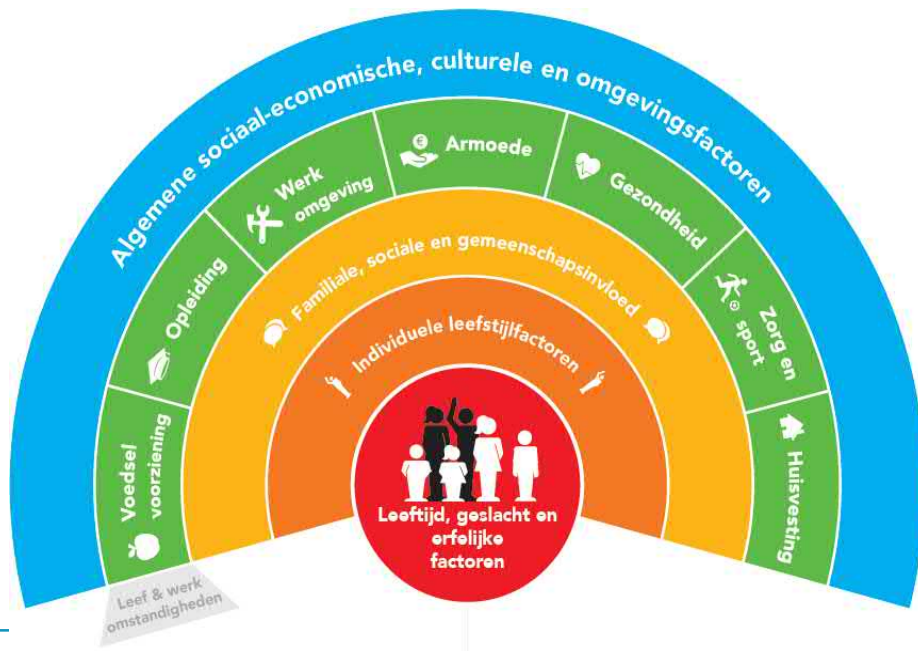 Algemene sociaal-economische, culturele en omgevingsfactoren
Voedsel
voorziening
Opleiding
Werk
omgeving
€
Armoede
Gezondheid
Zorg en
sport
Huisvesting
Familiale, sociale en gemeenschapsinvloed
Individuele leefstijlfactoren
Leeftijd, geslacht en
erfelijke
factoren
Leef & werk
omstandigheden